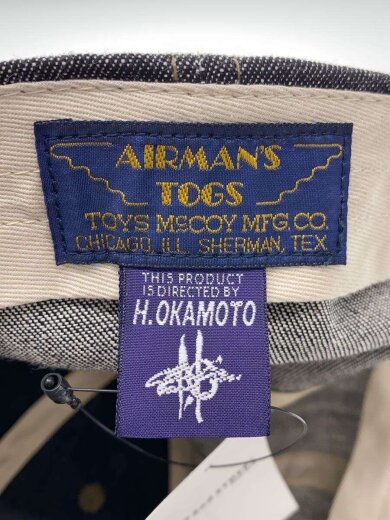 AIRMAN'S
TOGS
TOYS McCOY MFG.CO.
CHICAGO, ILL. SHERMAN, TEX.
THIS PRODUCT
IS DIRECTED BY
H.OKAMOTO